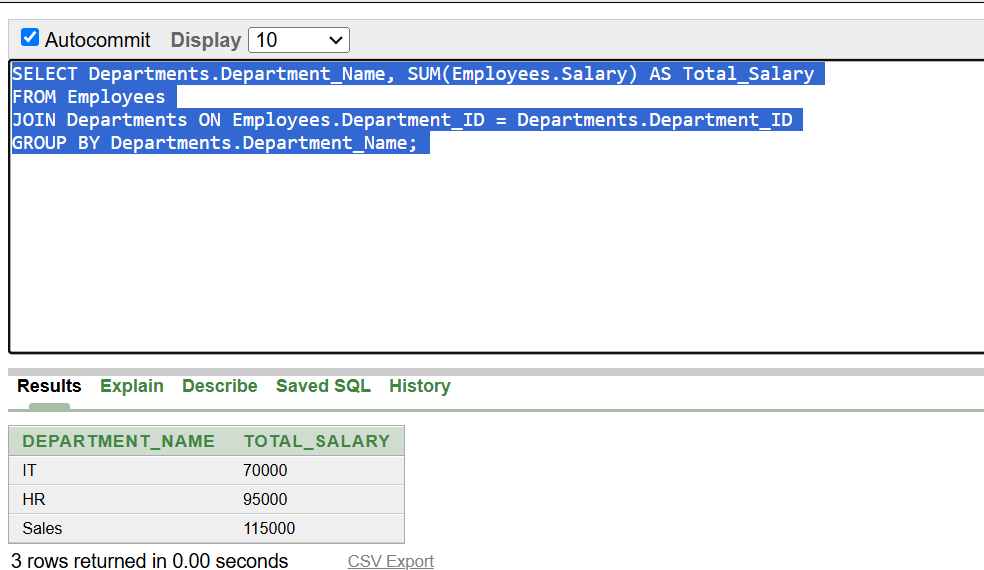 Autocommit Display 10
SELECT Departments.Department_Name, SUM(Employees.Salary) AS Total_Salary
FROM Employees
JOIN Departments ON Employees.Department_ID = Departments.Department_ID
GROUP BY Departments.Department_Name;
Results Explain Describe Saved SQL History
DEPARTMENT_NAME TOTAL_SALARY
IT 70000
HR 95000
Sales 115000
3 rows returned in 0.00 seconds CSV Export